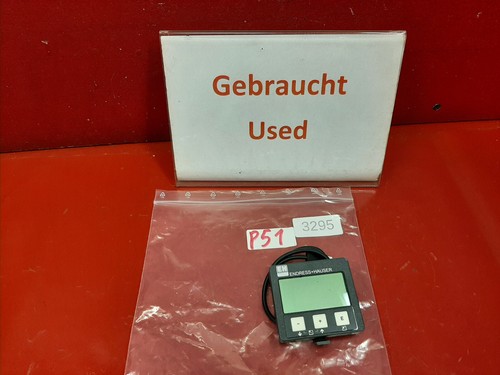 Gebraucht
Used
P51
3295
ENDRESS+HAUSER
- + E